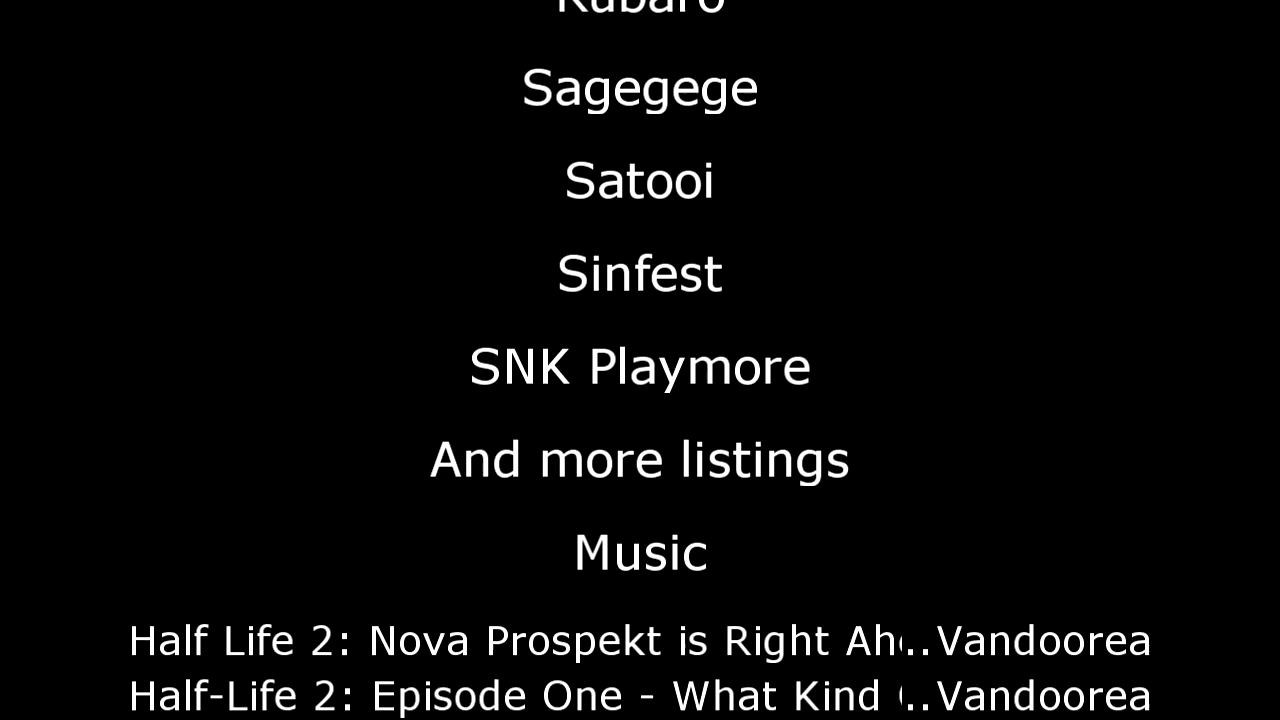 Kubaro
Sagegege
Satooi
Sinfest
SNK Playmore
And more listings
Music
Half Life 2: Nova Prospekt is Right Ah..Vandoorea
Half-Life 2: Episode One - What Kind ..Vandoorea